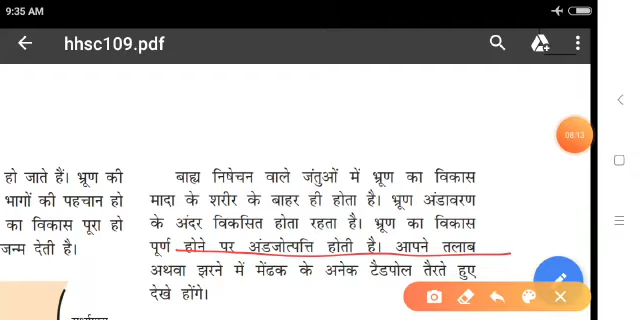 9:35 AM
hhsc109.pdf
08:13
हो जाते हैं। भ्रूण की
भागों की पहचान हो
का विकास पूरा हो
जन्म देती है।
बाह्य निषेचन वाले जंतुओं में भ्रूण का विकास
मादा के शरीर के बाहर ही होता है। भ्रूण अंडावरण
के अंदर विकसित होता रहता है। भ्रूण का विकास
पूर्ण होने पर अंडजोत्पत्ति होती है। आपने तलाब
अथवा झरने में मेंढक के अनेक टैडपोल तैरते हुए
देखे होंगे।